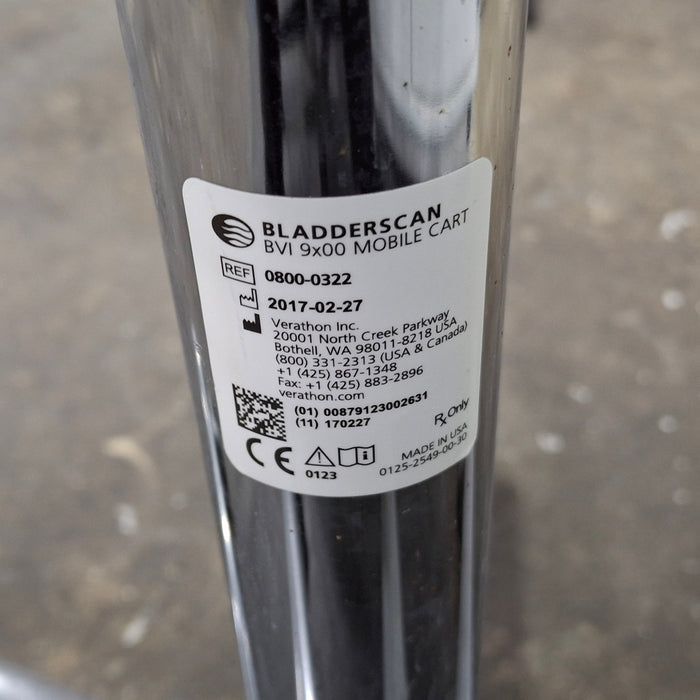 BLADDERSCAN
BVI 9x00 MOBILE CART
REF 0800-0322
2017-02-27
Verathon Inc.
20001 North Creek Parkway
Bothell, WA 98011-8218 USA
(800) 331-2313 (USA & Canada)
+1 (425) 867-1348
Fax: +1 (425) 883-2896
verathon.com
(01) 00879123002631
(11) 170227
Rx Only
CE 0123
MADE IN USA
0125-2549-00-30